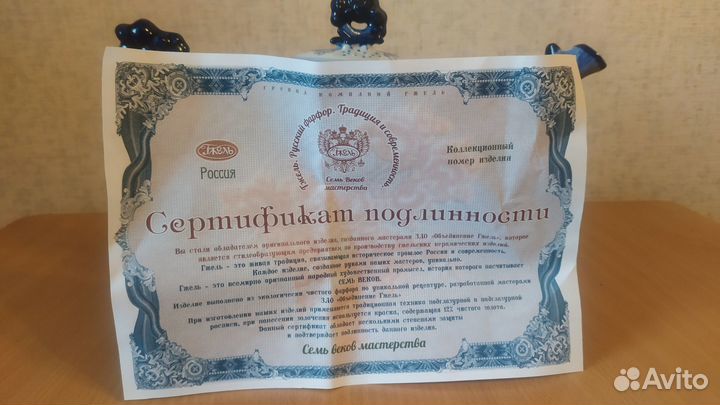 ГРУППА КОМПАНИЙ ГЖЕЛЬ
Гжель. Русский фарфор. Традиция и современность.
Гжель
Россия
Гжель
Семь Веков
мастерства
Коллекционный
номер изделия
Сертификат подлинности
Вы стали обладателем оригинального изделия, созданного мастерами ЗАО «Объединение Гжель», которое
является стилеобразующим предприятием по производству гжельских керамических изделий.
Гжель - это живая традиция, связывающая историческое прошлое России и современность.
Каждое изделие, созданое руками наших мастеров, уникально.
Гжель - это всемирно признанный народный художественный промысел, история которого насчитывает
СЕМЬ ВЕКОВ.
Изделие выполнено из экологически чистого фарфора по уникальной рецептуре, разработанной мастерами
ЗАО «Объединение Гжель»
При изготовлении наших изделий применяется традиционная техника подглазурной и надглазурной
росписи, при нанесении золочения используется краска, содержащая 12% чистого золота.
Данный сертификат обладает несколькими степенями защиты
и подтверждает подлинность данного изделия.
Семь веков мастерства
Avito